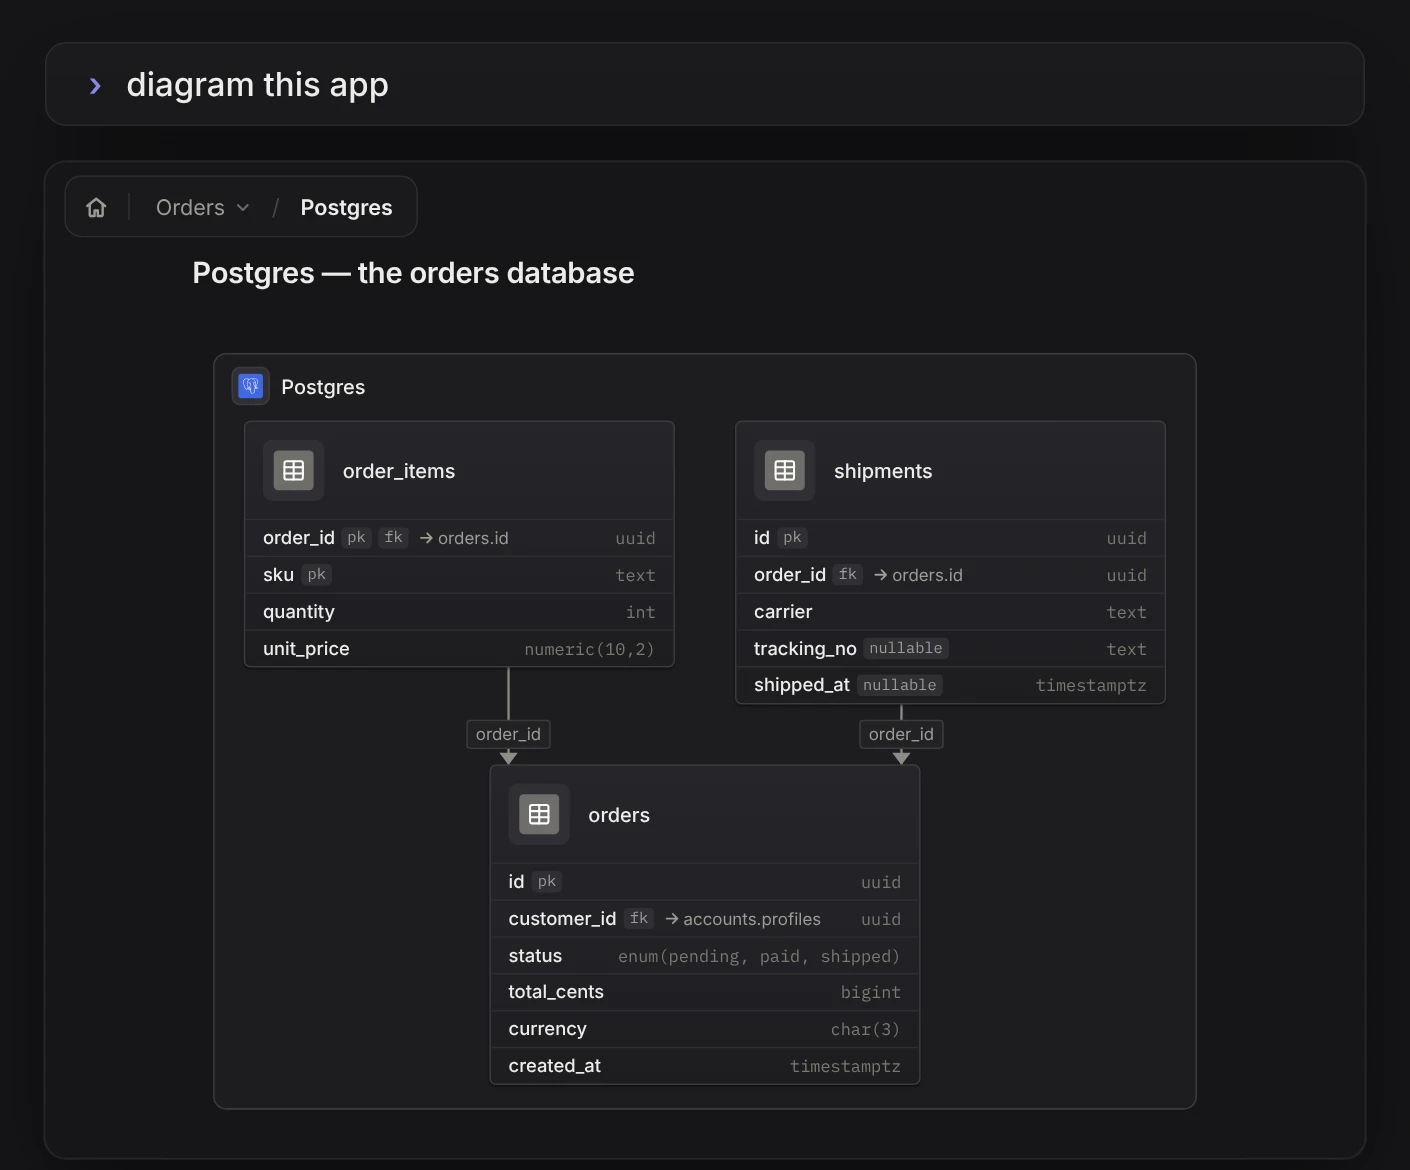 diagram this app
Orders / Postgres
Postgres — the orders database
Postgres
order_items
order_id pk fk → orders.id uuid
sku pk text
quantity int
unit_price numeric(10,2)
shipments
id pk uuid
order_id fk → orders.id uuid
carrier text
tracking_no nullable text
shipped_at nullable timestamptz
order_id
order_id
orders
id pk uuid
customer_id fk → accounts.profiles uuid
status enum(pending, paid, shipped)
total_cents bigint
currency char(3)
created_at timestamptz